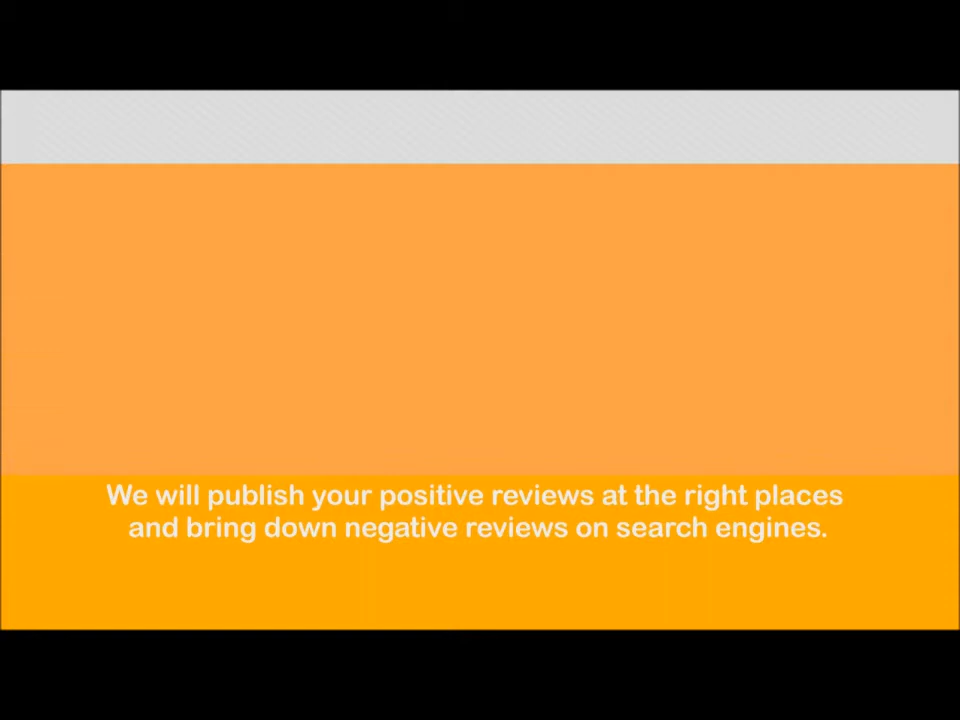 We will publish your positive reviews at the right places
and bring down negative reviews on search engines.